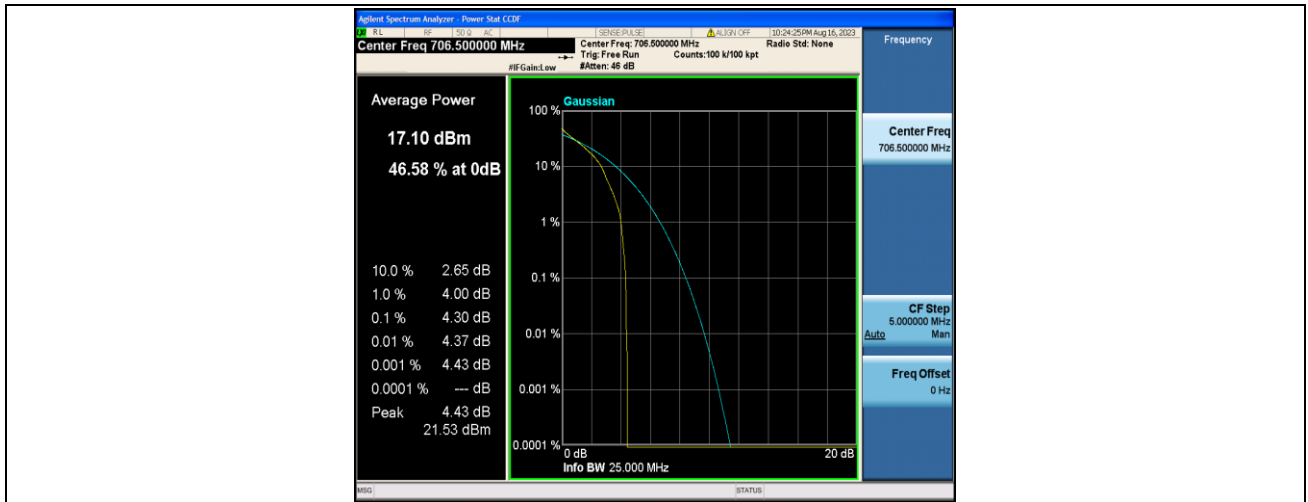 Agilent Spectrum Analyzer - Power Stat CCDF
LXI RL RF 50 Ω AC SENSE:PULSE ALIGN OFF 10:24:25PM Aug 16, 2023
Center Freq 706.500000 MHz
Center Freq: 706.500000 MHz Radio Std: None
Trig: Free Run Counts:100 k/100 kpt
#IFGain:Low #Atten: 46 dB
Frequency
Average Power
17.10 dBm
46.58 % at 0dB
10.0 % 2.65 dB
1.0 % 4.00 dB
0.1 % 4.30 dB
0.01 % 4.37 dB
0.001 % 4.43 dB
0.0001 % --- dB
Peak 4.43 dB
21.53 dBm
Gaussian
100 %
10 %
1 %
0.1 %
0.01 %
0.001 %
0.0001 %
0 dB 20 dB
Info BW 25.000 MHz
Center Freq
706.500000 MHz
CF Step
5.000000 MHz
Auto Man
Freq Offset
0 Hz
MSG STATUS